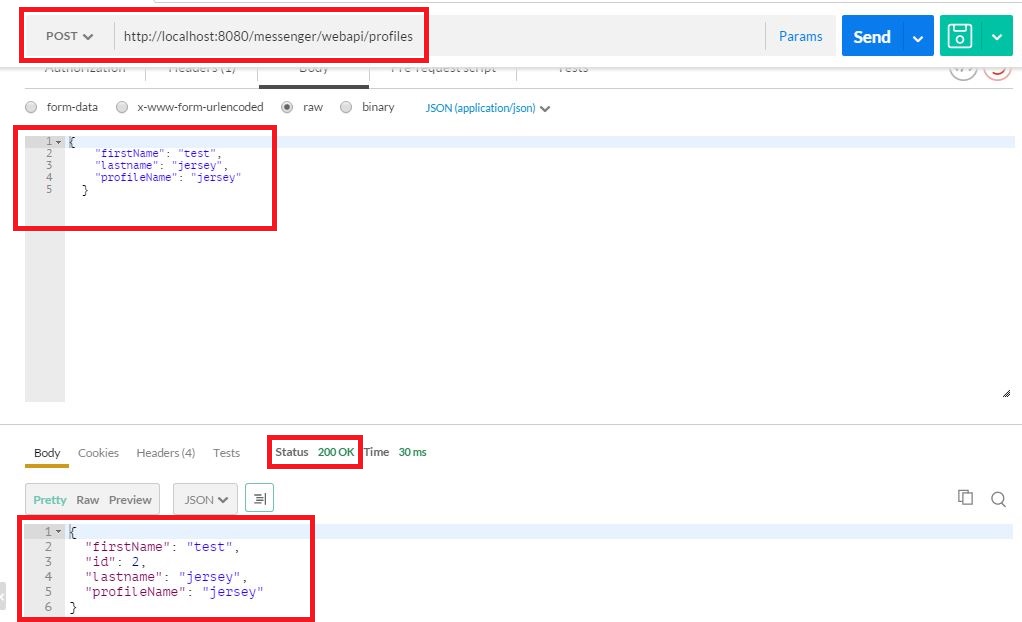 POST http://localhost:8080/messenger/webapi/profiles Params Send
Authorization Headers (1) Body Pre-request script Tests
form-data x-www-form-urlencoded raw binary JSON (application/json)
1 {
2 "firstName": "test",
3 "lastname": "jersey",
4 "profileName": "jersey"
5 }
Body Cookies Headers (4) Tests Status 200 OK Time 30 ms
Pretty Raw Preview JSON
1 {
2 "firstName": "test",
3 "id": 2,
4 "lastname": "jersey",
5 "profileName": "jersey"
6 }